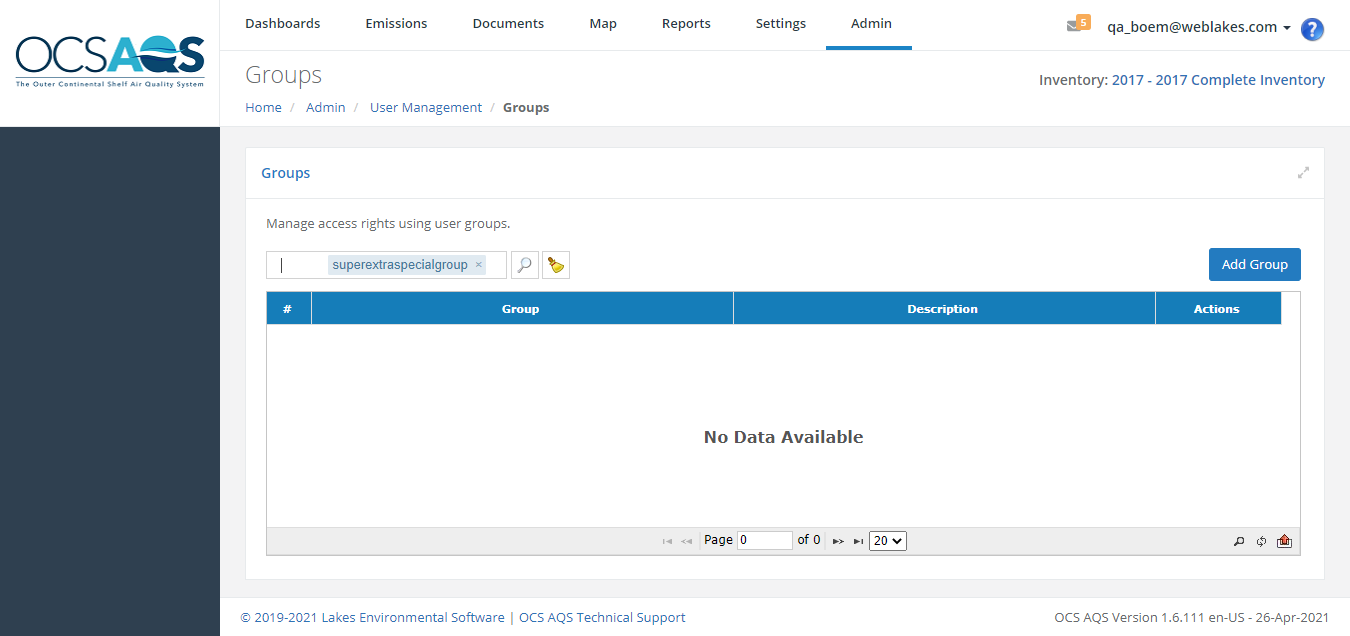 OCSAQS
The Outer Continental Shelf Air Quality System
Dashboards Emissions Documents Map Reports Settings Admin
5
qa_boem@weblakes.com
?
Groups
Inventory: 2017 - 2017 Complete Inventory
Home / Admin / User Management / Groups
Groups
Manage access rights using user groups.
superextraspecialgroup ×
Add Group
# Group Description Actions
No Data Available
Page 0 of 0 20
© 2019-2021 Lakes Environmental Software | OCS AQS Technical Support
OCS AQS Version 1.6.111 en-US - 26-Apr-2021